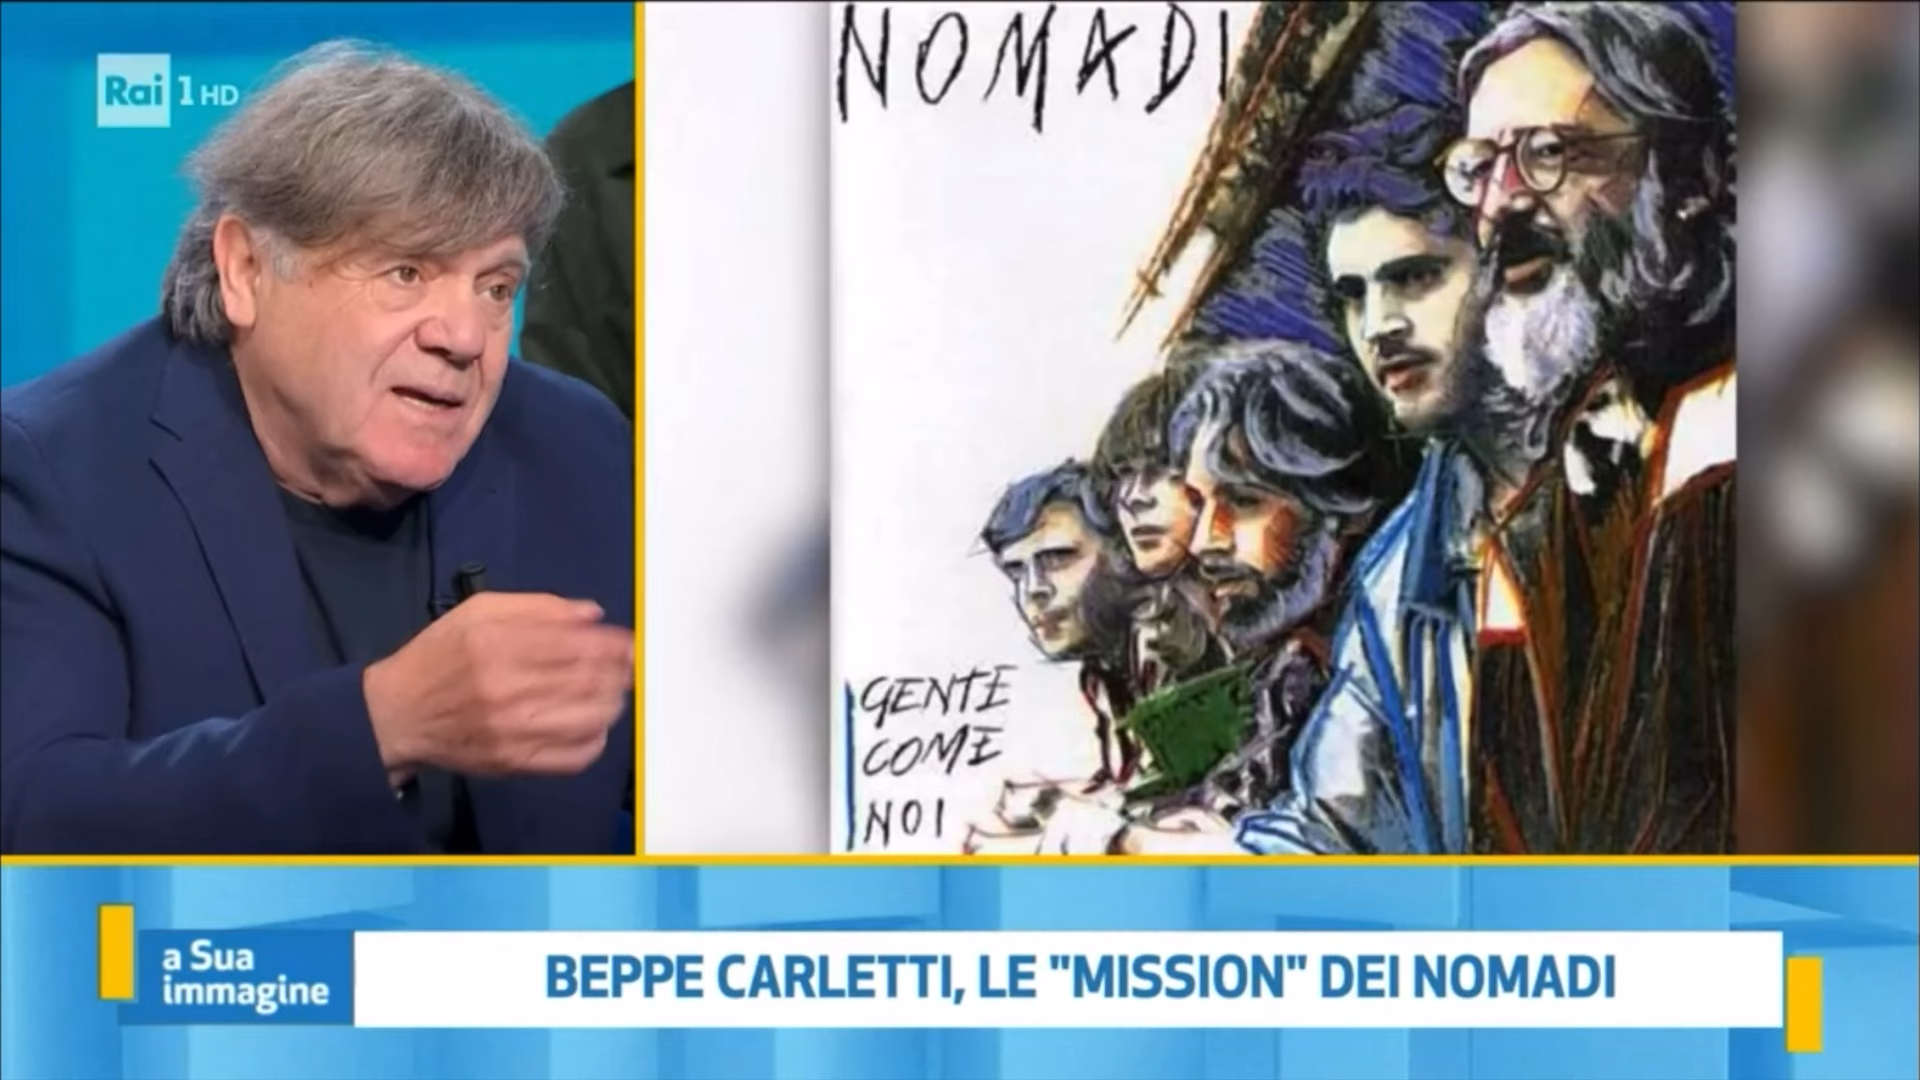 Rai 1 HD
NOMADI
GENTE
COME
NOI
a Sua
immagine
BEPPE CARLETTI, LE "MISSION" DEI NOMADI